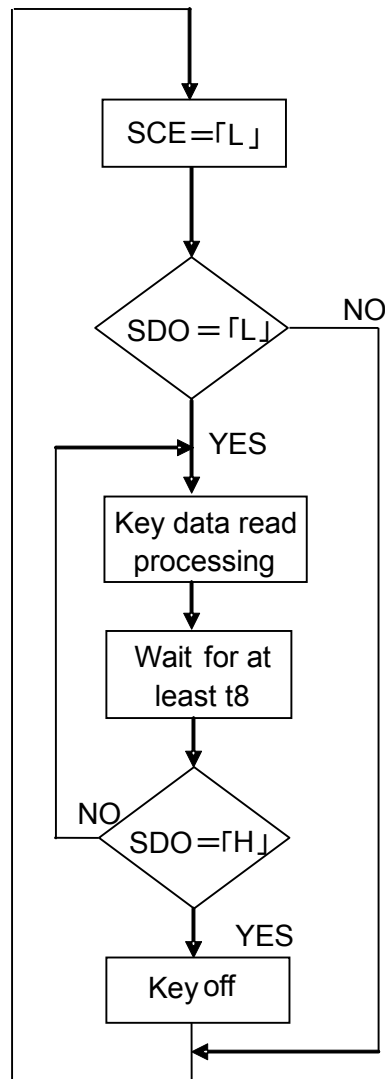 SCE=「L」
SDO=「L」
NO
YES
Key data read
processing
Wait for at
least t8
NO
SDO=「H」
YES
Key off